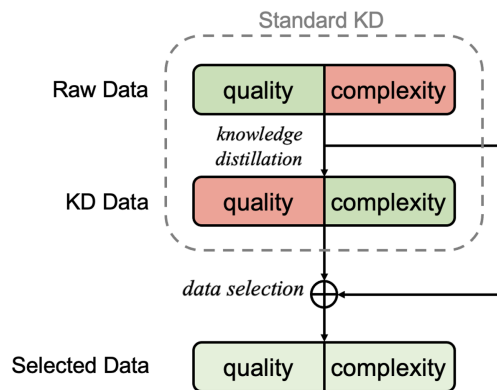 Standard KD
Raw Data quality complexity
knowledge
distillation
KD Data quality complexity
data selection
Selected Data quality complexity